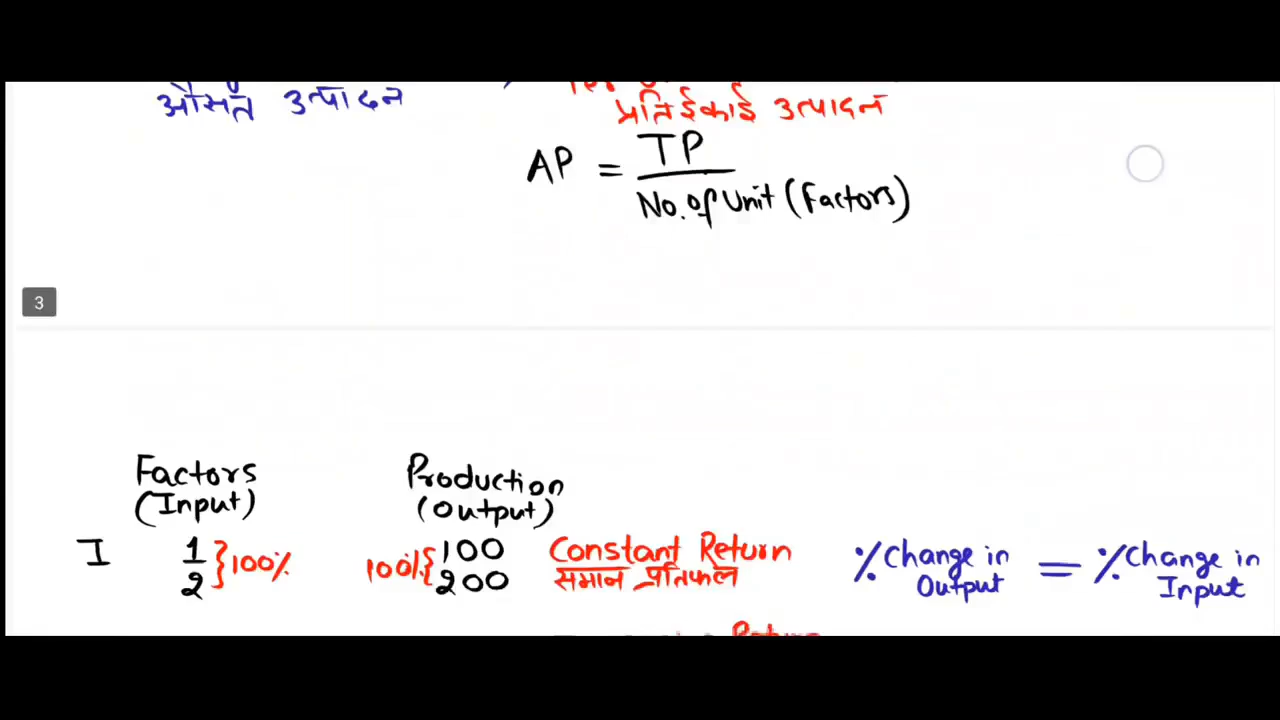 औसत उत्पादन
प्रतिईकाई उत्पादन
AP = TP
No. of Unit (Factors)
3
Factors
(Input)
Production
(Output)
I 1 } 100% 100% { 100 Constant Return % Change in Output = % Change in Input
2 200 समान प्रतिफल
Return